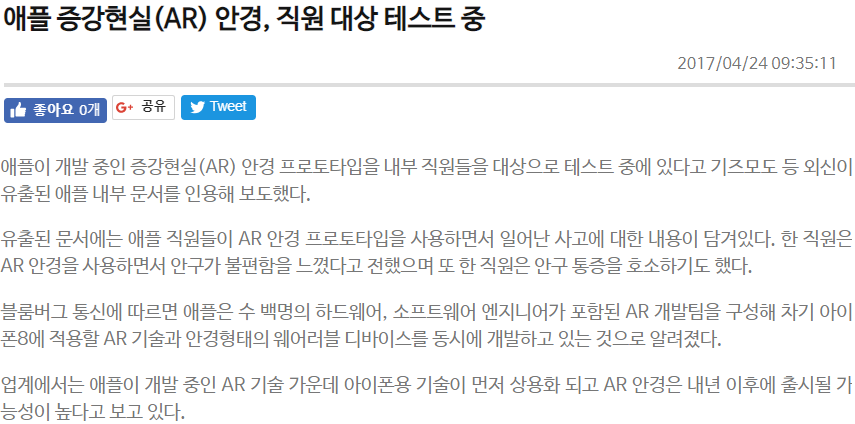 애플 증강현실(AR) 안경, 직원 대상 테스트 중
2017/04/24 09:35:11
좋아요 0개
G+ 공유
Tweet
애플이 개발 중인 증강현실(AR) 안경 프로토타입을 내부 직원들을 대상으로 테스트 중에 있다고 기즈모도 등 외신이
유출된 애플 내부 문서를 인용해 보도했다.
유출된 문서에는 애플 직원들이 AR 안경 프로토타입을 사용하면서 일어난 사고에 대한 내용이 담겨있다. 한 직원은
AR 안경을 사용하면서 안구가 불편함을 느꼈다고 전했으며 또 한 직원은 안구 통증을 호소하기도 했다.
블룸버그 통신에 따르면 애플은 수 백명의 하드웨어, 소프트웨어 엔지니어가 포함된 AR 개발팀을 구성해 차기 아이
폰8에 적용할 AR 기술과 안경형태의 웨어러블 디바이스를 동시에 개발하고 있는 것으로 알려졌다.
업계에서는 애플이 개발 중인 AR 기술 가운데 아이폰용 기술이 먼저 상용화 되고 AR 안경은 내년 이후에 출시될 가
능성이 높다고 보고 있다.